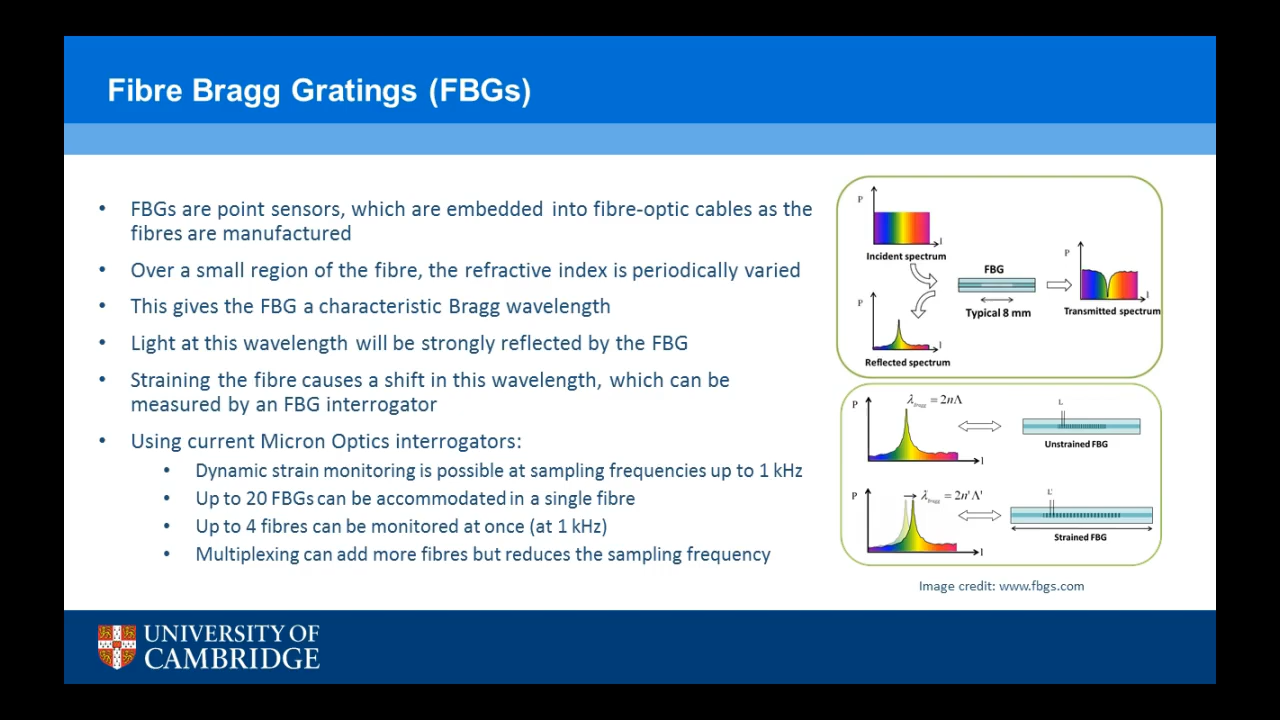 Fibre Bragg Gratings (FBGs)
• FBGs are point sensors, which are embedded into fibre-optic cables as the
fibres are manufactured
• Over a small region of the fibre, the refractive index is periodically varied
• This gives the FBG a characteristic Bragg wavelength
• Light at this wavelength will be strongly reflected by the FBG
• Straining the fibre causes a shift in this wavelength, which can be
measured by an FBG interrogator
• Using current Micron Optics interrogators:
• Dynamic strain monitoring is possible at sampling frequencies up to 1 kHz
• Up to 20 FBGs can be accommodated in a single fibre
• Up to 4 fibres can be monitored at once (at 1 kHz)
• Multiplexing can add more fibres but reduces the sampling frequency
P
l
Incident spectrum
FBG
Typical 8 mm
P
l
Transmitted spectrum
P
l
Reflected spectrum
P
λBragg = 2nΛ
l
L
Unstrained FBG
P
λBragg = 2n'Λ'
l
L'
Strained FBG
Image credit: www.fbgs.com
UNIVERSITY OF
CAMBRIDGE